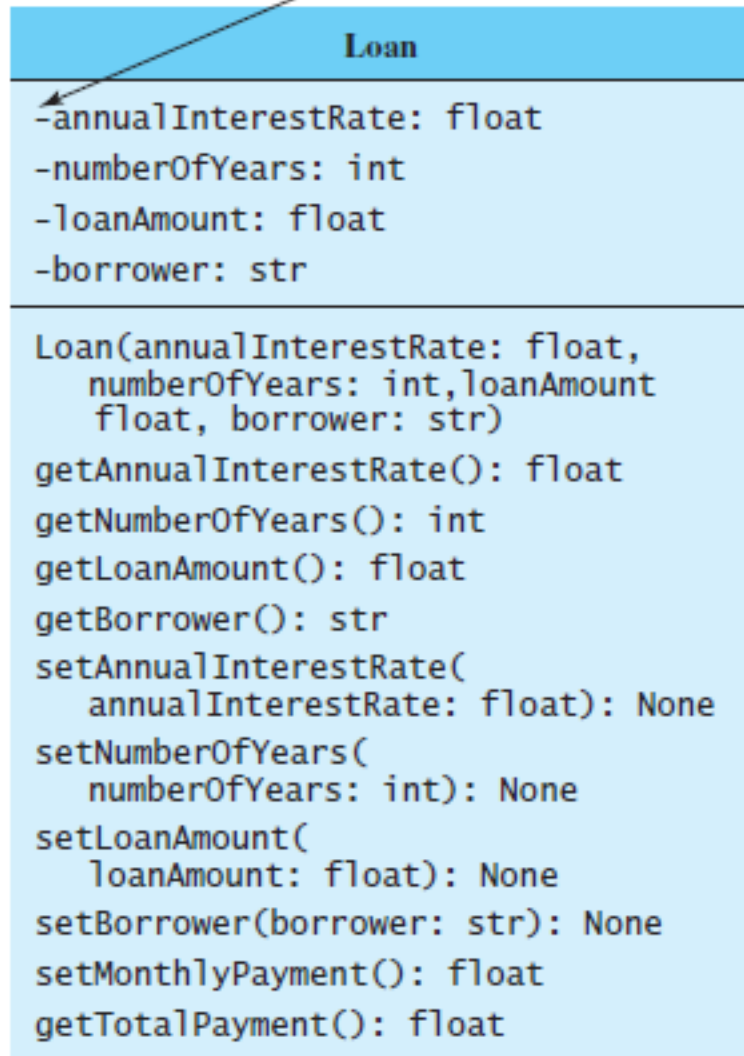 Loan
-annualInterestRate: float
-numberOfYears: int
-loanAmount: float
-borrower: str
Loan(annualInterestRate: float,
numberOfYears: int,loanAmount
float, borrower: str)
getAnnualInterestRate(): float
getNumberOfYears(): int
getLoanAmount(): float
getBorrower(): str
setAnnualInterestRate(
annualInterestRate: float): None
setNumberOfYears(
numberOfYears: int): None
setLoanAmount(
loanAmount: float): None
setBorrower(borrower: str): None
setMonthlyPayment(): float
getTotalPayment(): float